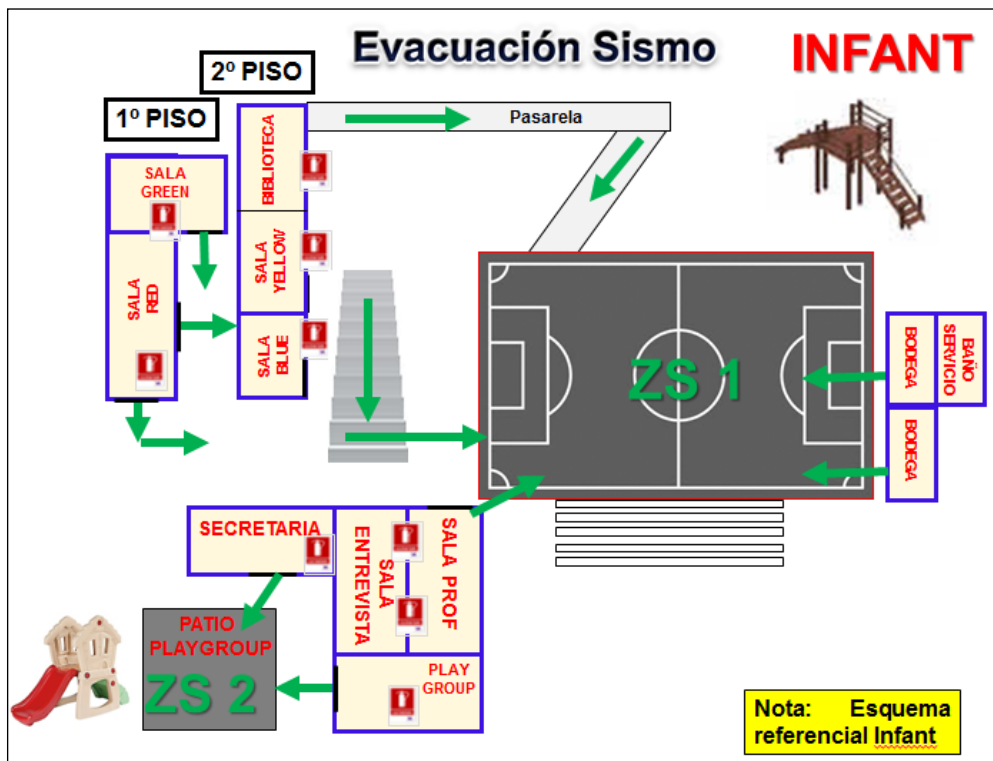 Evacuación Sismo
INFANT
2º PISO
1º PISO
Pasarela
SALA
GREEN
BIBLIOTECA
SALA
YELLOW
SALA
RED
SALA
BLUE
ZS 1
BODEGA
BAÑO
SERVICIO
BODEGA
SECRETARIA
SALA
ENTREVISTA
SALA PROF
PATIO
PLAYGROUP
ZS 2
PLAY
GROUP
Nota: Esquema
referencial Infant